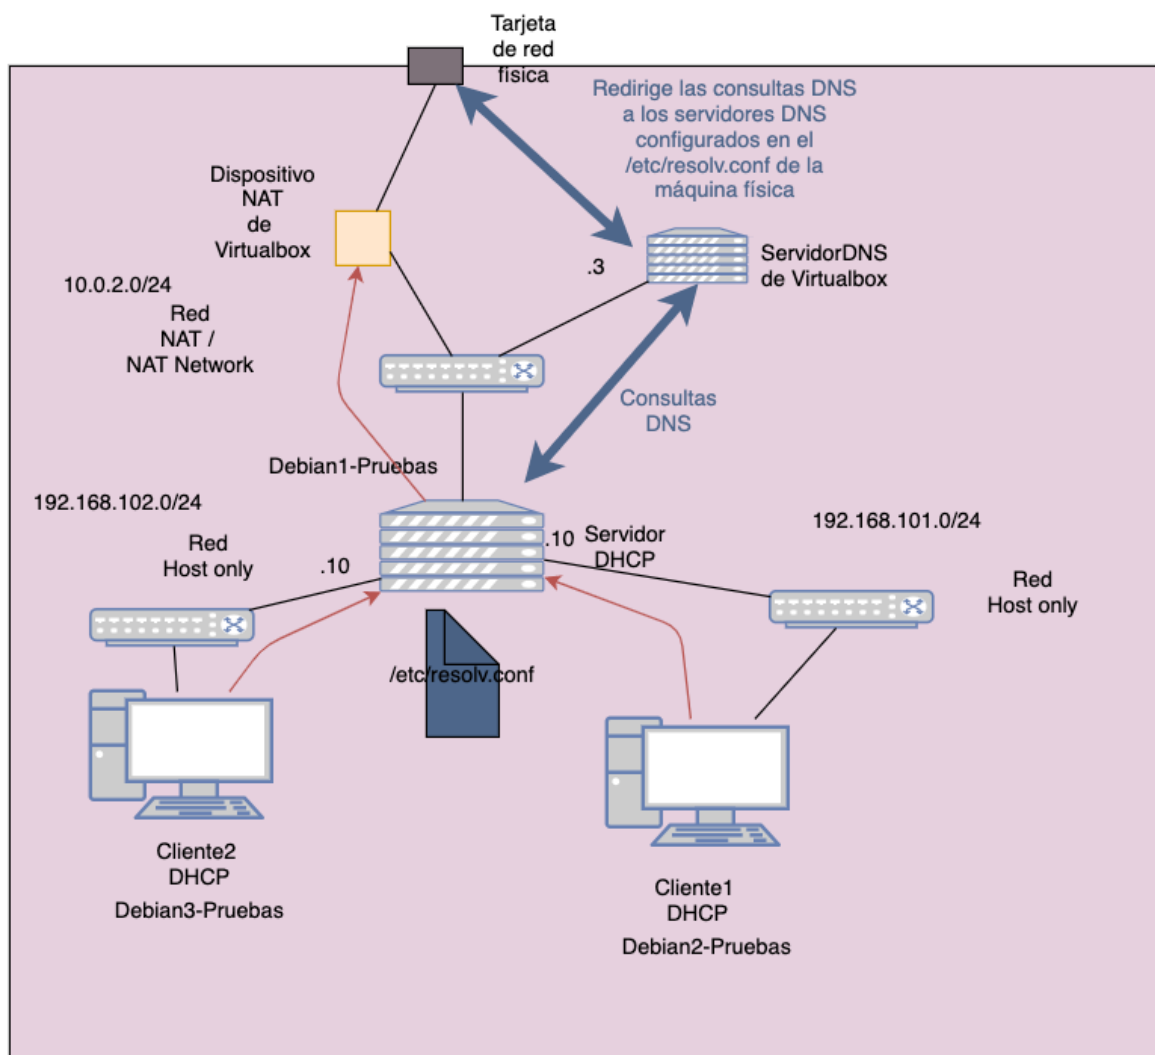 Tarjeta
de red
física
Redirige las consultas DNS
a los servidores DNS
configurados en el
/etc/resolv.conf de la
máquina física
Dispositivo
NAT
de
Virtualbox
.3
ServidorDNS
de Virtualbox
10.0.2.0/24
Red
NAT /
NAT Network
Consultas
DNS
Debian1-Pruebas
192.168.102.0/24
Red
Host only
.10
.10
Servidor
DHCP
192.168.101.0/24
Red
Host only
/etc/resolv.conf
Cliente2
DHCP
Debian3-Pruebas
Cliente1
DHCP
Debian2-Pruebas